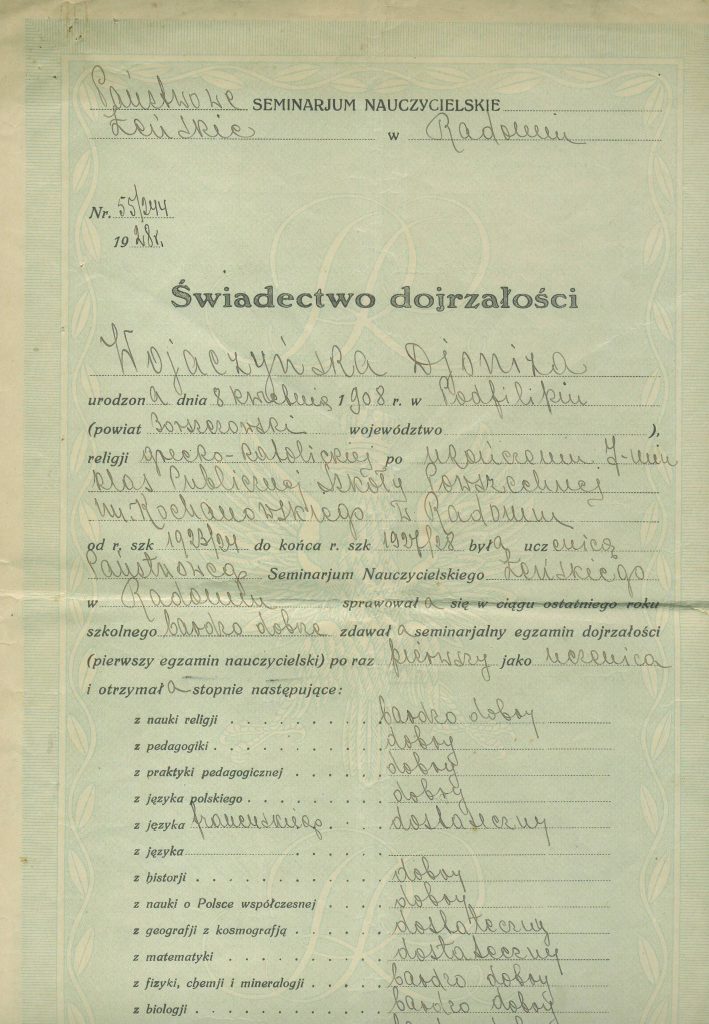 Państwowe SEMINARJUM NAUCZYCIELSKIE
Żeńskie w Radomiu
Nr. 55/244
1928r.
Świadectwo dojrzałości
Wojaczyńska Djoniza
urodzona dnia 8 kwietnia 1908 r. w Podfilipiu
(powiat Borszczowski województwo ),
religji grecko-katolickiej po ukończeniu 7-miu
klas Publicznej Szkoły Powszechnej
im. Kochanowskiego w Radomiu
od r. szk 1923/24 do końca r. szk 1927/28 była uczenicą
Państwowego Seminarjum Nauczycielskiego Żeńskiego
w Radomiu sprawowała się w ciągu ostatniego roku
szkolnego bardzo dobrze zdawała seminarjalny egzamin dojrzałości
(pierwszy egzamin nauczycielski) po raz pierwszy jako uczenica
i otrzymała stopnie następujące:
z nauki religji . . . . . . . . . . bardzo dobry
z pedagogiki . . . . . . . . . . dobry
z praktyki pedagogicznej . . . . . dobry
z języka polskiego . . . . . . . . dobry
z języka francuskiego . . . dostateczny
z języka
z historji . . . . . . . . . . . dobry
z nauki o Polsce współczesnej . . . . dobry
z geografji z kosmografją . . . . . dostateczny
z matematyki . . . . . . . . . dostateczny
z fizyki, chemji i mineralogji . . . . bardzo dobry
z biologji . . . . . . . . . . . bardzo dobry